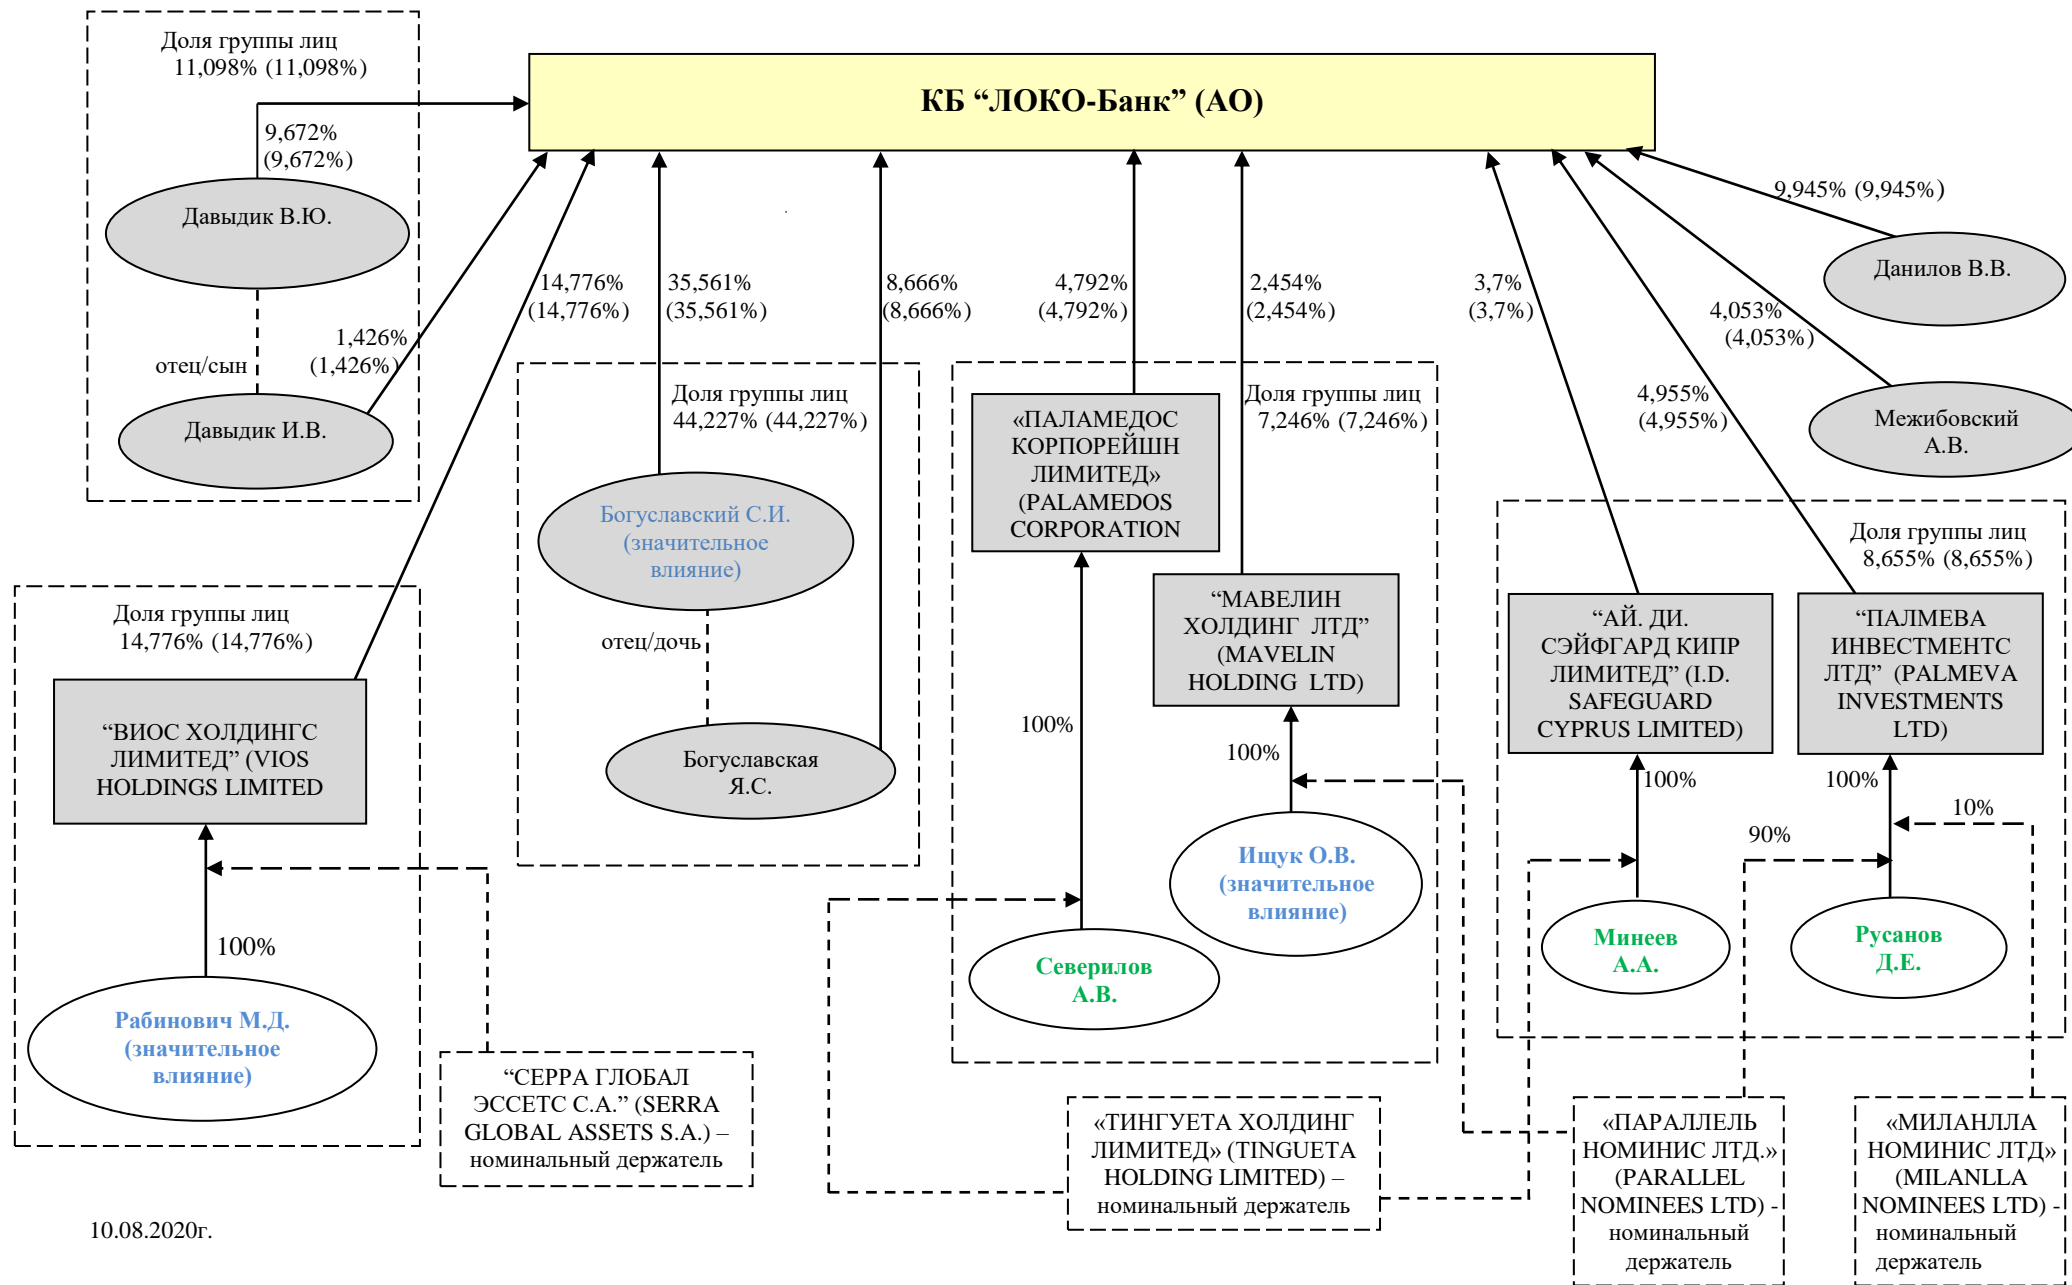 Доля группы лиц
11,098% (11,098%)
КБ “ЛОКО-Банк” (АО)
9,672%
(9,672%)
Давыдик В.Ю.
отец/сын
1,426%
(1,426%)
Давыдик И.В.
14,776%
(14,776%)
35,561%
(35,561%)
8,666%
(8,666%)
4,792%
(4,792%)
2,454%
(2,454%)
3,7%
(3,7%)
4,955%
(4,955%)
4,053%
(4,053%)
9,945% (9,945%)
Данилов В.В.
Межибовский
А.В.
Доля группы лиц
14,776% (14,776%)
“ВИОС ХОЛДИНГС
ЛИМИТЕД” (VIOS
HOLDINGS LIMITED
100%
Рабинович М.Д.
(значительное
влияние)
Доля группы лиц
44,227% (44,227%)
Богуславский С.И.
(значительное
влияние)
отец/дочь
Богуславская
Я.С.
«ПАЛАМЕДОС
КОРПОРЕЙШН
ЛИМИТЕД»
(PALAMEDOS
CORPORATION
Доля группы лиц
7,246% (7,246%)
“МАВЕЛИН
ХОЛДИНГ ЛТД”
(MAVELIN
HOLDING LTD)
100%
100%
Ищук О.В.
(значительное
влияние)
Северилов
А.В.
Доля группы лиц
8,655% (8,655%)
“АЙ. ДИ.
СЭЙФГАРД КИПР
ЛИМИТЕД” (I.D.
SAFEGUARD
CYPRUS LIMITED)
“ПАЛМЕВА
ИНВЕСТМЕНТС
ЛТД” (PALMEVA
INVESTMENTS
LTD)
100%
100%
10%
90%
Минеев
А.А.
Русанов
Д.Е.
“СЕРРА ГЛОБАЛ
ЭССЕТС С.А.” (SERRA
GLOBAL ASSETS S.A.) –
номинальный держатель
«ТИНГУЕТА ХОЛДИНГ
ЛИМИТЕД» (TINGUETA
HOLDING LIMITED) –
номинальный держатель
«ПАРАЛЛЕЛЬ
НОМИНИС ЛТД.»
(PARALLEL
NOMINEES LTD) -
номинальный
держатель
«МИЛАНЛЛА
НОМИНИС ЛТД»
(MILANLLA
NOMINEES LTD) -
номинальный
держатель
10.08.2020г.